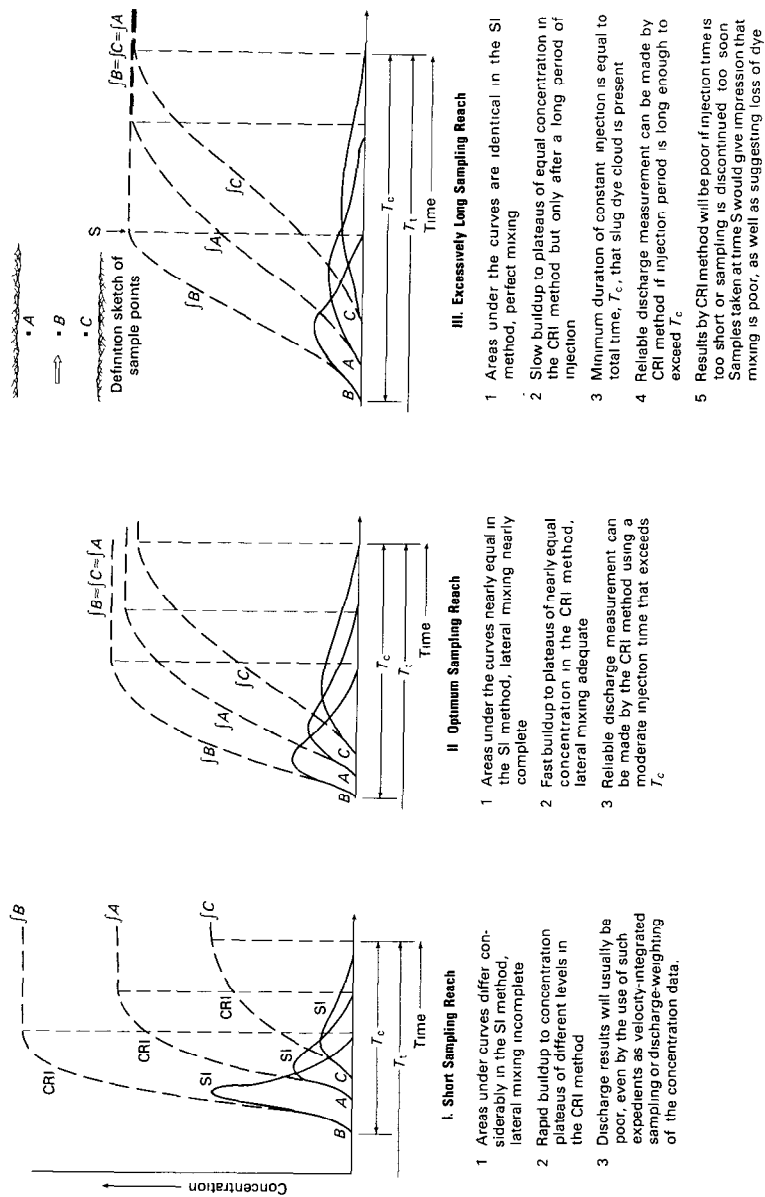 Concentration
CRI
CRI
CRI
SI
SI
SI
∫B
∫A
∫C
B
A
C
Tc
Tt
Time
I. Short Sampling Reach
1 Areas under curves differ con-
siderably in the SI method,
lateral mixing incomplete
2 Rapid buildup to concentration
plateaus of different levels in
the CRI method
3 Discharge results will usually be
poor, even by the use of such
expedients as velocity-integrated
sampling or discharge-weighting
of the concentration data.
∫B≈∫C≈∫A
∫B
∫A
∫C
B
A
C
Tc
Tt
Time
II Optimum Sampling Reach
1 Areas under the curves nearly equal in
the SI method, lateral mixing nearly
complete
2 Fast buildup to plateaus of nearly equal
concentration in the CRI method,
lateral mixing adequate
3 Reliable discharge measurement can
be made by the CRI method using a
moderate injection time that exceeds
Tc
• A
• B
• C
Definition sketch of
sample points
S
∫B=∫C=∫A
∫B
∫A
∫C
B
A
C
Tc
Tt
Time
III. Excessively Long Sampling Reach
1 Areas under the curves are identical in the SI
method, perfect mixing
2 Slow buildup to plateaus of equal concentration in
the CRI method but only after a long period of
injection
3 Minimum duration of constant injection is equal to
total time, Tc, that slug dye cloud is present
4 Reliable discharge measurement can be made by
CRI method if injection period is long enough to
exceed Tc
5 Results by CRI method will be poor if injection time is
too short or sampling is discontinued too soon
Samples taken at time S would give impression that
mixing is poor, as well as suggesting loss of dye